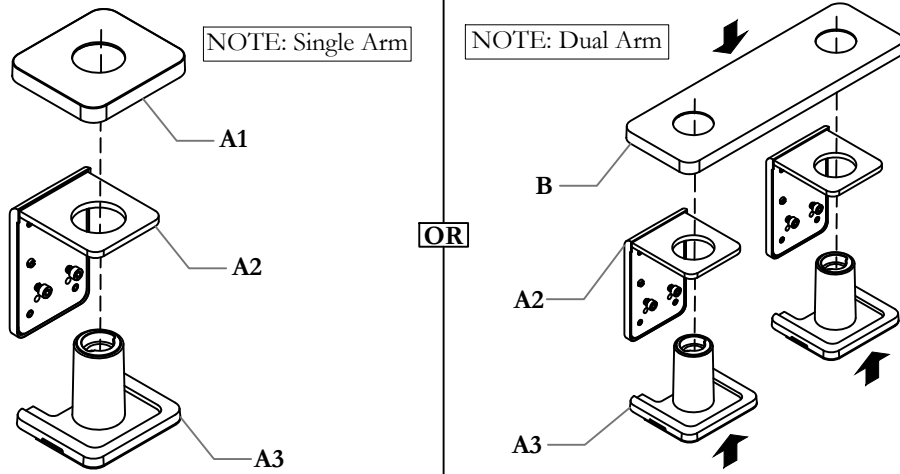 NOTE: Single Arm
A1
A2
A3
OR
NOTE: Dual Arm
B
A2
A3